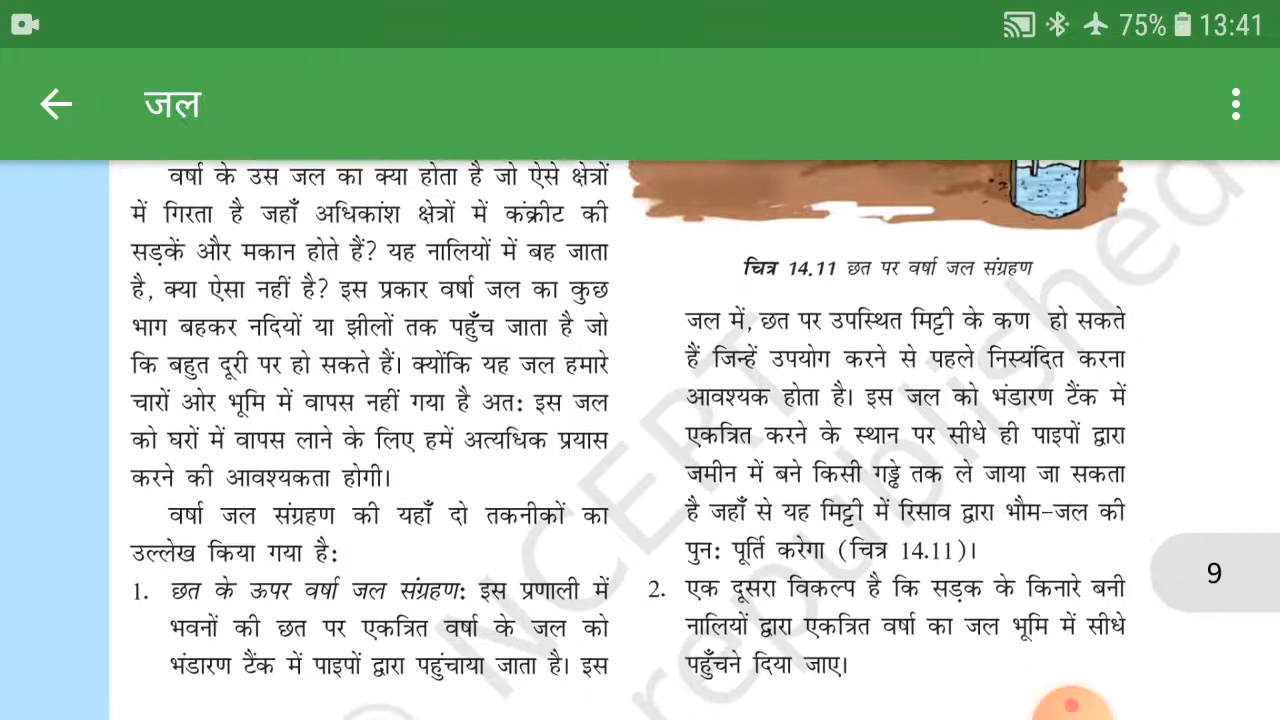 75% 13:41
जल
वर्षा के उस जल का क्या होता है जो ऐसे क्षेत्रों
में गिरता है जहाँ अधिकांश क्षेत्रों में कंक्रीट की
सड़कें और मकान होते हैं? यह नालियों में बह जाता
है, क्या ऐसा नहीं है? इस प्रकार वर्षा जल का कुछ
भाग बहकर नदियों या झीलों तक पहुँच जाता है जो
कि बहुत दूरी पर हो सकते हैं। क्योंकि यह जल हमारे
चारों ओर भूमि में वापस नहीं गया है अत: इस जल
को घरों में वापस लाने के लिए हमें अत्यधिक प्रयास
करने की आवश्यकता होगी।
वर्षा जल संग्रहण की यहाँ दो तकनीकों का
उल्लेख किया गया है:
1. छत के ऊपर वर्षा जल संग्रहण: इस प्रणाली में
भवनों की छत पर एकत्रित वर्षा के जल को
भंडारण टैंक में पाइपों द्वारा पहुंचाया जाता है। इस
चित्र 14.11 छत पर वर्षा जल संग्रहण
जल में, छत पर उपस्थित मिट्टी के कण हो सकते
हैं जिन्हें उपयोग करने से पहले निस्यंदित करना
आवश्यक होता है। इस जल को भंडारण टैंक में
एकत्रित करने के स्थान पर सीधे ही पाइपों द्वारा
जमीन में बने किसी गड्ढे तक ले जाया जा सकता
है जहाँ से यह मिट्टी में रिसाव द्वारा भौम-जल की
पुन: पूर्ति करेगा (चित्र 14.11)।
2. एक दूसरा विकल्प है कि सड़क के किनारे बनी
नालियों द्वारा एकत्रित वर्षा का जल भूमि में सीधे
पहुँचने दिया जाए।
9
© NCERT
republished